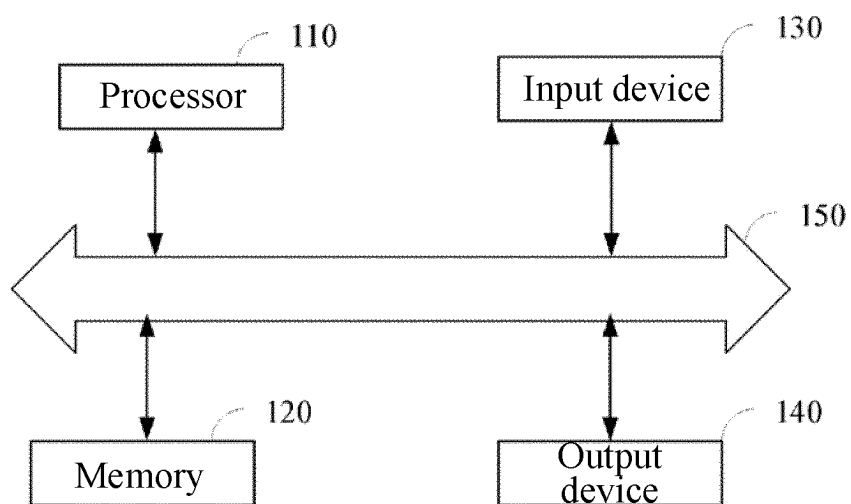 110
130
Processor
Input device
150
120
140
Memory
Output
device